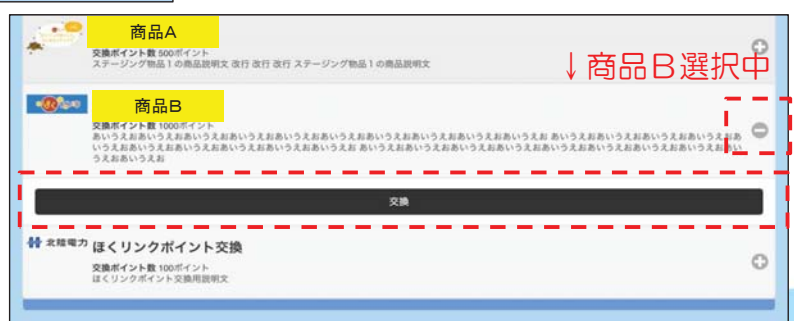 商品A
交換ポイント数 500ポイント
ステージング物品1の商品説明文 改行 改行 改行 ステージング物品1の商品説明文
↓商品B選択中
商品B
交換ポイント数 1000ポイント
あいうえおあいうえおあいうえおあいうえおあいうえおあいうえおあいうえおあいうえおあいうえお あいうえおあいうえおあいうえおあいうえおあ
いうえおあいうえおあいうえおあいうえおあいうえお あいうえおあいうえおあいうえおあいうえおあいうえおあいうえおあいうえおあいうえおあい
うえおあいうえお
交換
北陸電力
ほくリンクポイント交換
交換ポイント数 100ポイント
ほくリンクポイント交換用説明文